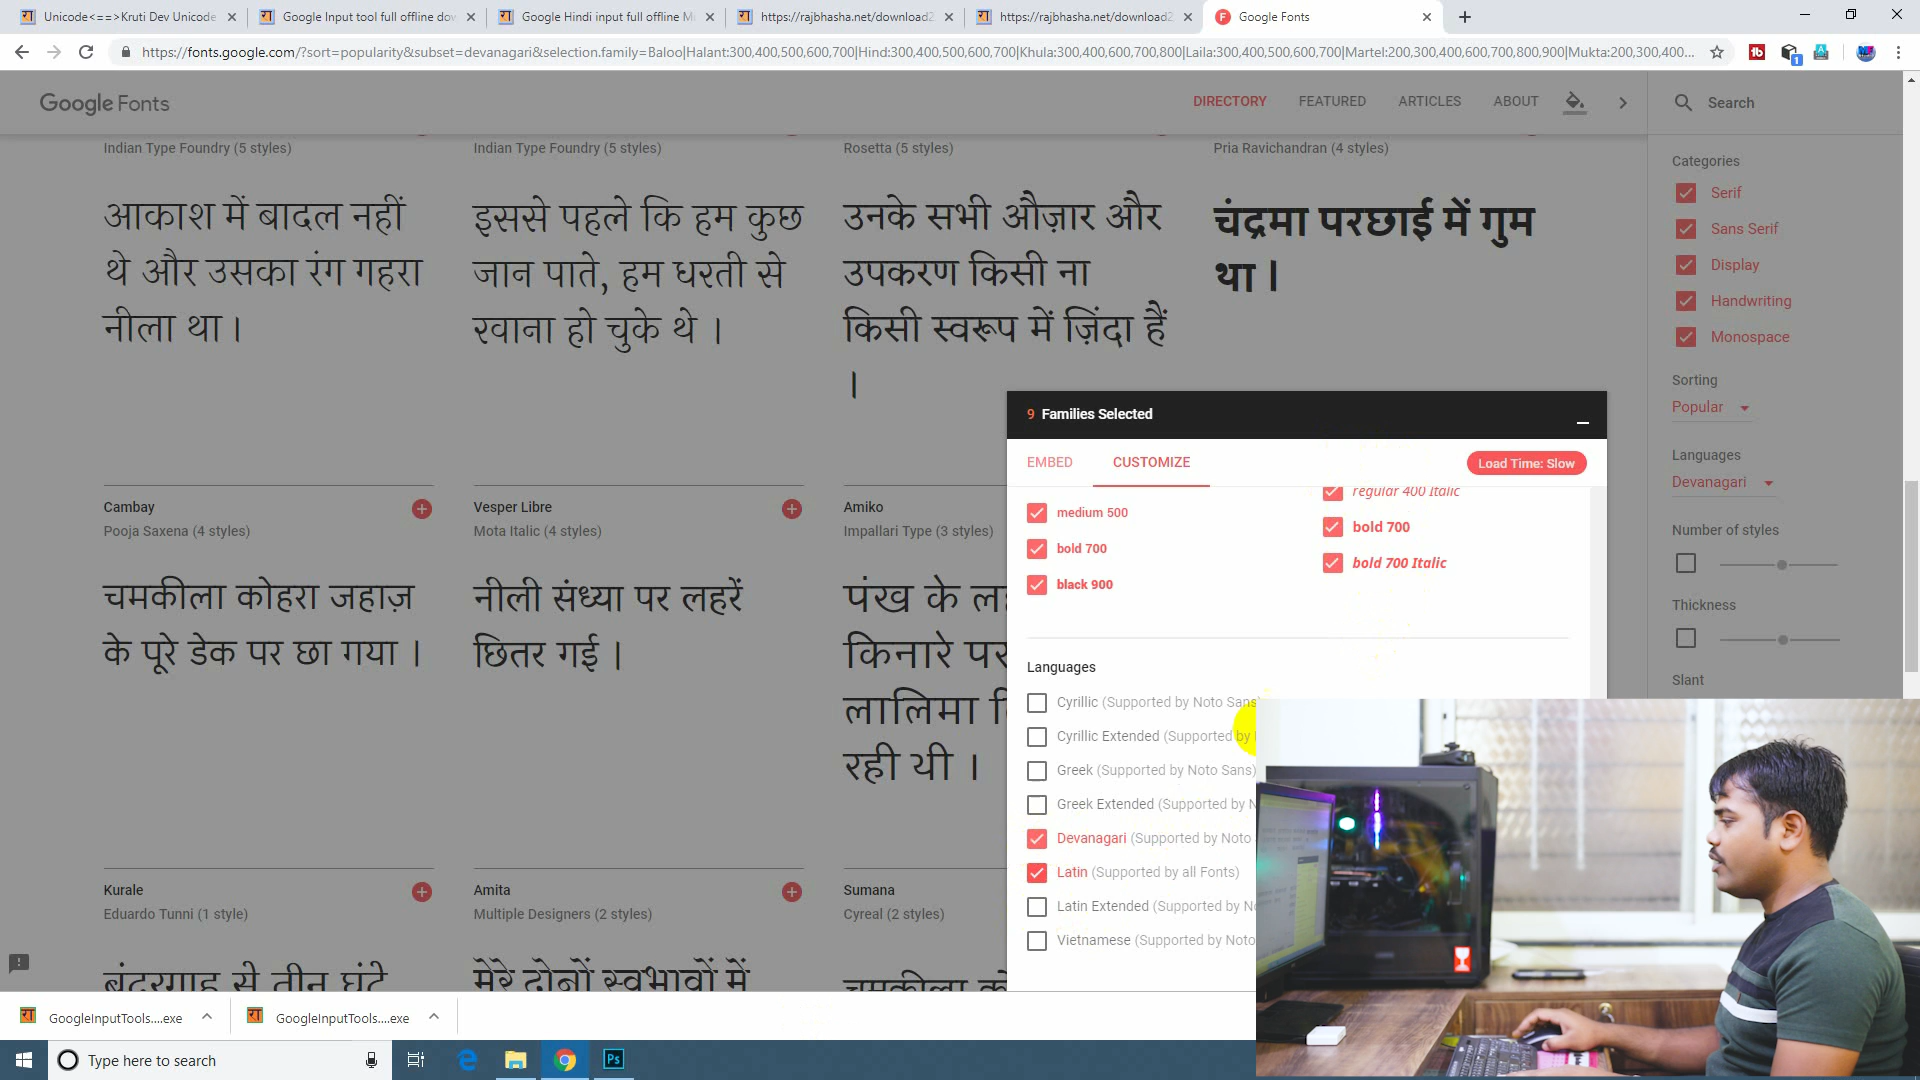 Unicode<==>Kruti Dev Unicode
Google Input tool full offline dow
Google Hindi input full offline M
https://rajbhasha.net/download2
https://rajbhasha.net/download2
Google Fonts
https://fonts.google.com/?sort=popularity&subset=devanagari&selection.family=Baloo|Halant:300,400,500,600,700|Hind:300,400,500,600,700|Khula:300,400,600,700,800|Laila:300,400,500,600,700|Martel:200,300,400,600,700,800,900|Mukta:200,300,400...
Google Fonts
DIRECTORY
FEATURED
ARTICLES
ABOUT
Search
Indian Type Foundry (5 styles)
Indian Type Foundry (5 styles)
Rosetta (5 styles)
Pria Ravichandran (4 styles)
आकाश में बादल नहीं
थे और उसका रंग गहरा
नीला था।
इससे पहले कि हम कुछ
जान पाते, हम धरती से
रवाना हो चुके थे ।
उनके सभी औज़ार और
उपकरण किसी ना
किसी स्वरूप में ज़िंदा हैं
।
चंद्रमा परछाई में गुम
था ।
Categories
Serif
Sans Serif
Display
Handwriting
Monospace
Sorting
Popular
Languages
Devanagari
Number of styles
Thickness
Slant
Cambay
Pooja Saxena (4 styles)
चमकीला कोहरा जहाज़
के पूरे डेक पर छा गया ।
Vesper Libre
Mota Italic (4 styles)
नीली संध्या पर लहरें
छितर गई ।
Amiko
Impallari Type (3 styles)
पंख के
किनारे पर
लालिमा
रही थी ।
9 Families Selected
EMBED
CUSTOMIZE
Load Time: Slow
medium 500
bold 700
black 900
regular 400 Italic
bold 700
bold 700 Italic
Languages
Cyrillic (Supported by Noto Sans)
Cyrillic Extended (Supported by
Greek (Supported by Noto Sans)
Greek Extended (Supported by N
Devanagari (Supported by Noto
Latin (Supported by all Fonts)
Latin Extended (Supported by No
Vietnamese (Supported by Noto
Kurale
Eduardo Tunni (1 style)
बंदरगाह से तीन घंटे
Amita
Multiple Designers (2 styles)
मेरे दोनों स्वभावों में
Sumana
Cyreal (2 styles)
चमकीला
GoogleInputTools....exe
GoogleInputTools....exe
Type here to search
Ps